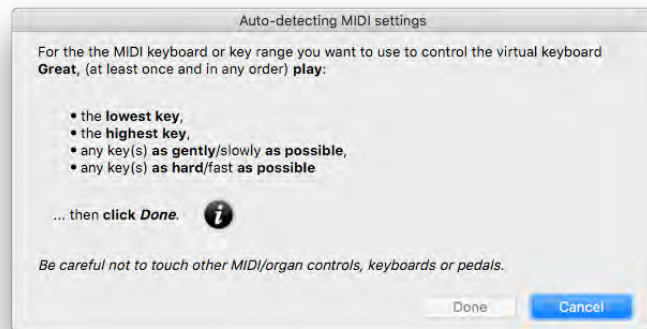 Auto-detecting MIDI settings
For the the MIDI keyboard or key range you want to use to control the virtual keyboard
Great, (at least once and in any order) play:
• the lowest key,
• the highest key,
• any key(s) as gently/slowly as possible,
• any key(s) as hard/fast as possible
... then click Done. i
Be careful not to touch other MIDI/organ controls, keyboards or pedals.
Done Cancel